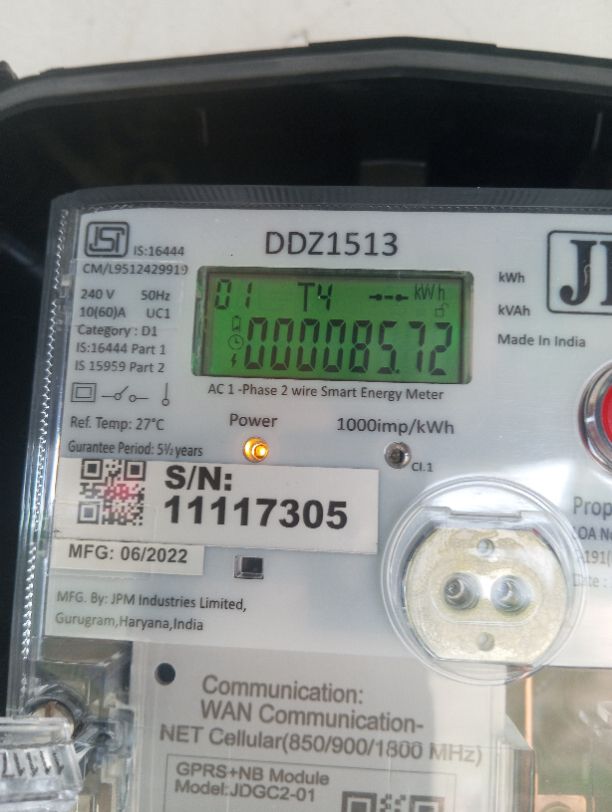 ISI
IS:16444
CM/L9512429919
DDZ1513
240 V 50Hz
10(60)A UC1
Category : D1
IS:16444 Part 1
IS 15959 Part 2
01 T4 kWh
00008572
kWh
kVAh
Made In India
AC 1 -Phase 2 wire Smart Energy Meter
Ref. Temp: 27°C
Power
1000imp/kWh
Gurantee Period: 5½ years
Cl.1
S/N:
11117305
MFG: 06/2022
MFG. By: JPM Industries Limited,
Gurugram,Haryana,India
Communication:
WAN Communication-
NET Cellular(850/900/1800 MHz)
GPRS+NB Module
Model:JDGC2-01